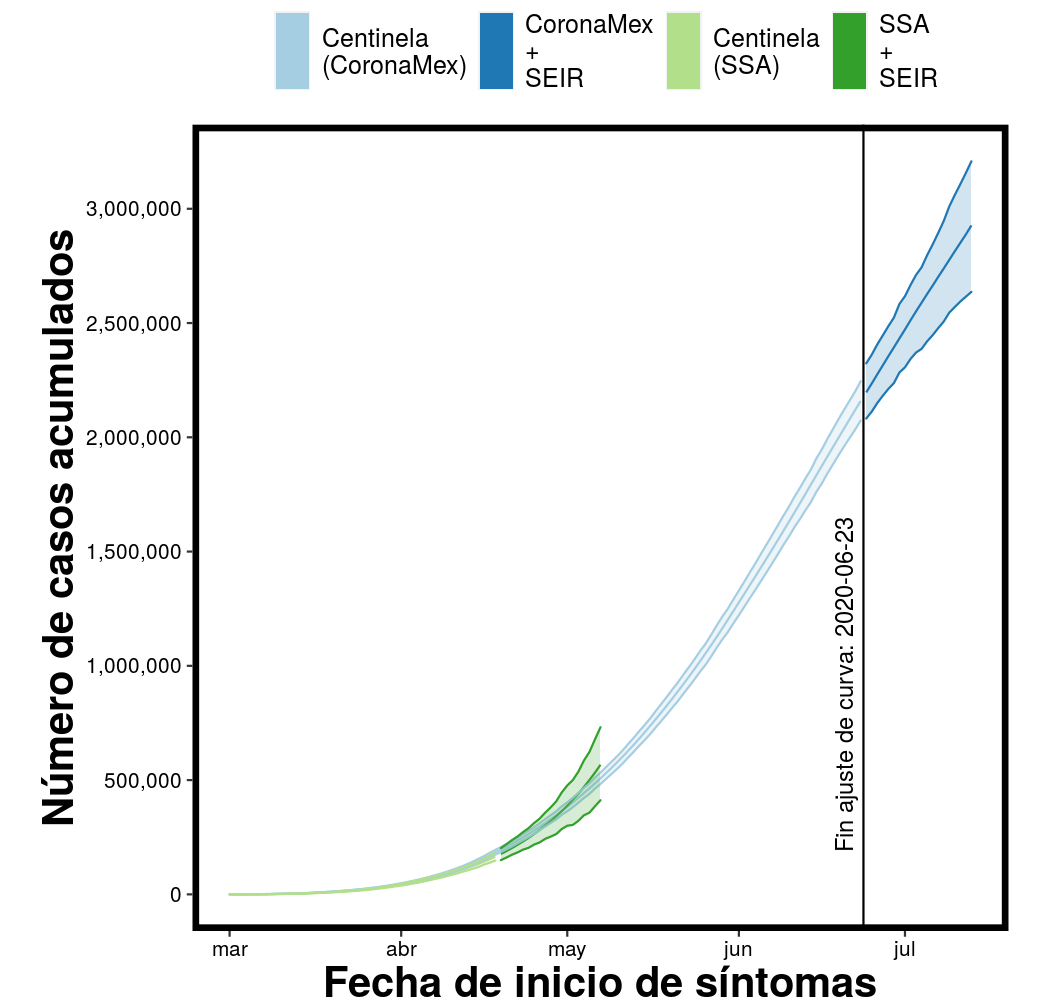 Centinela
(CoronaMex)
CoronaMex
+
SEIR
Centinela
(SSA)
SSA
+
SEIR
Número de casos acumulados
3,000,000
2,500,000
2,000,000
1,500,000
1,000,000
500,000
0
Fin ajuste de curva: 2020-06-23
mar
abr
may
jun
jul
Fecha de inicio de síntomas